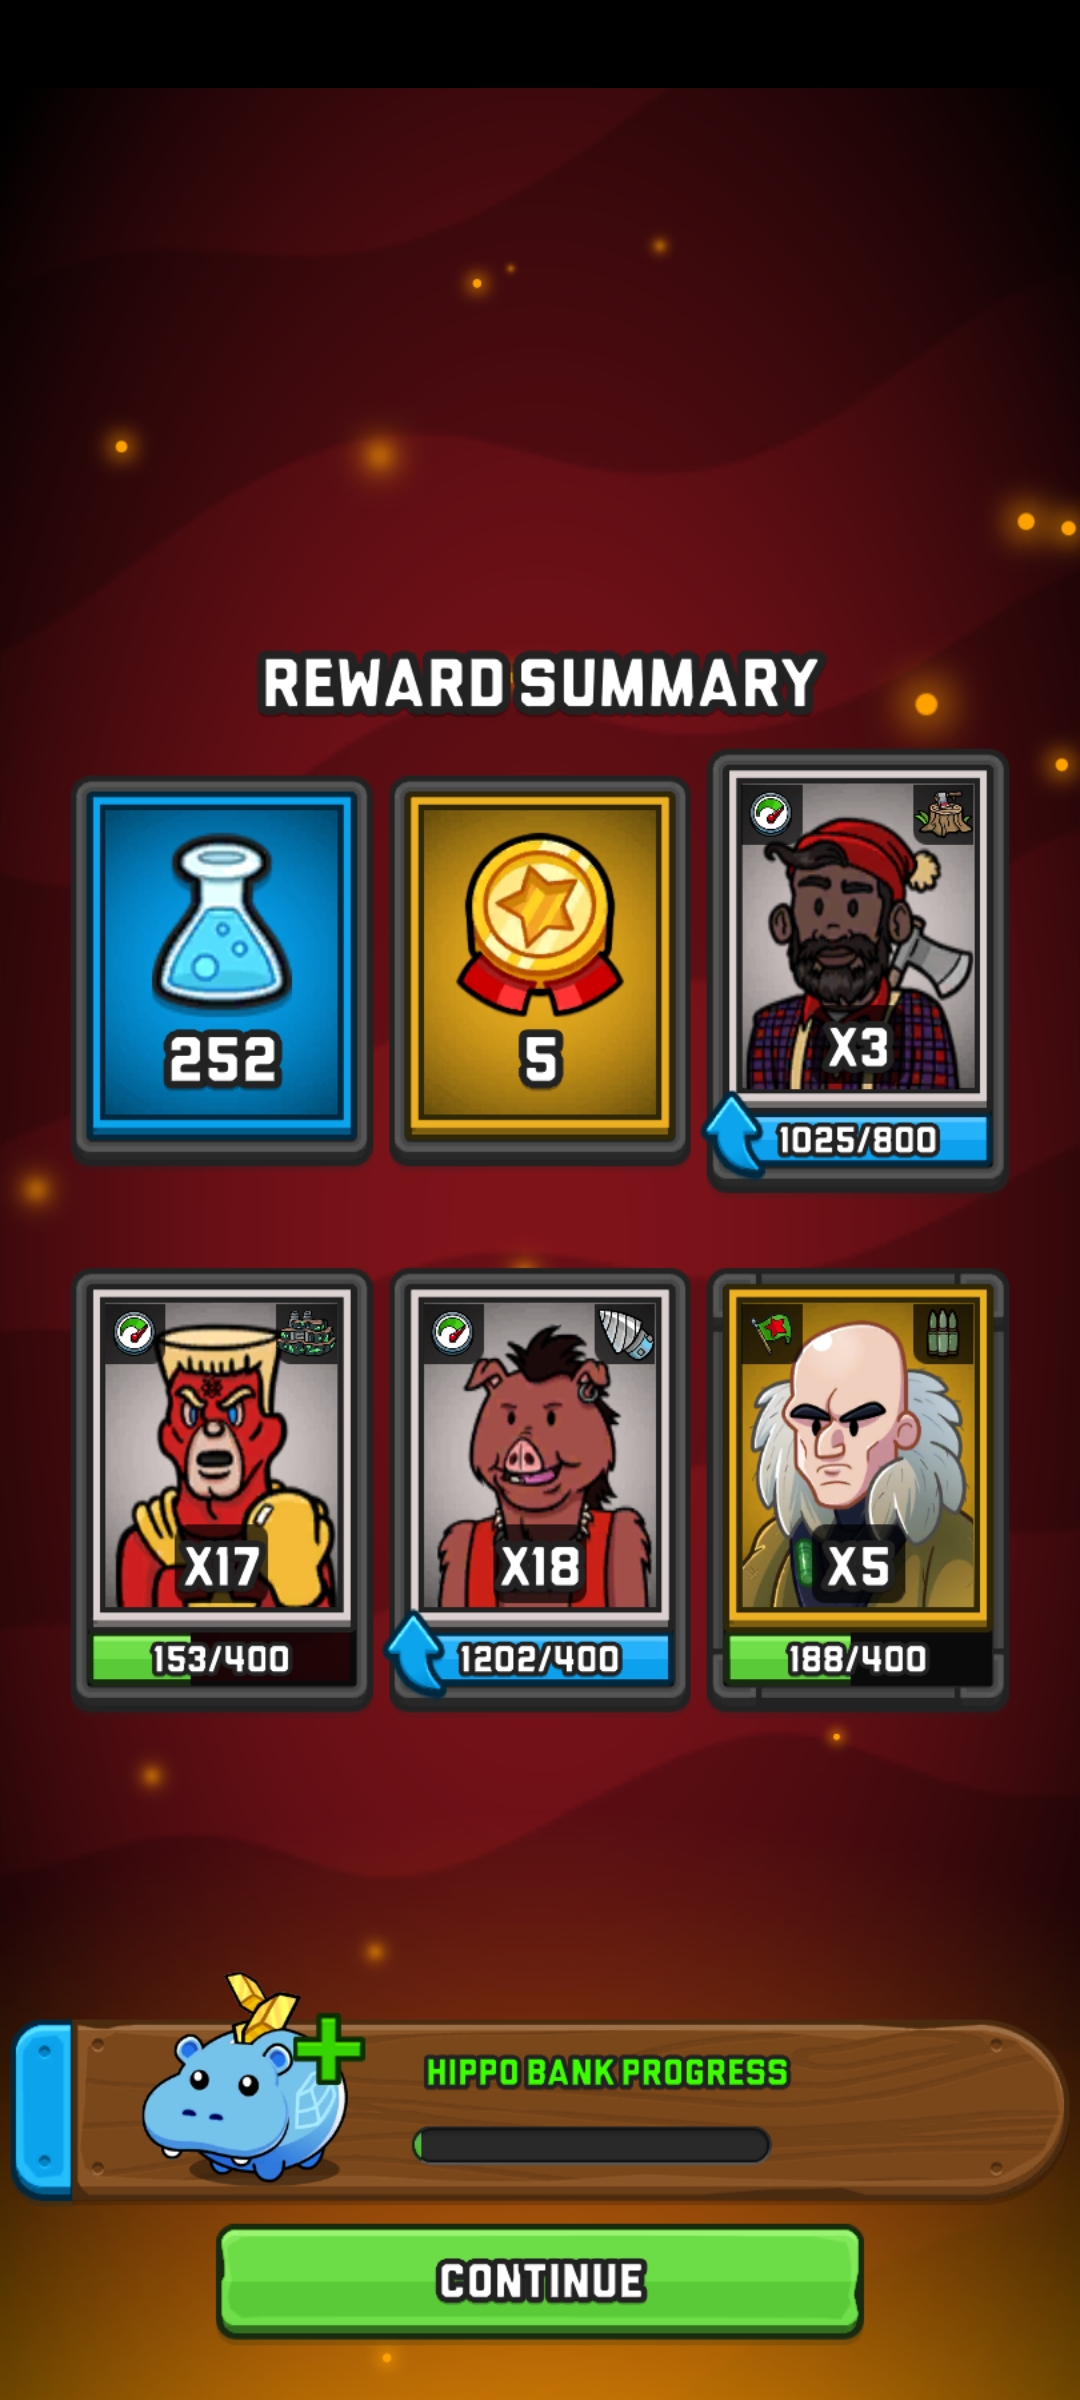 REWARD SUMMARY
252
5
X3
1025/800
X17
153/400
X18
1202/400
X5
188/400
HIPPO BANK PROGRESS
CONTINUE